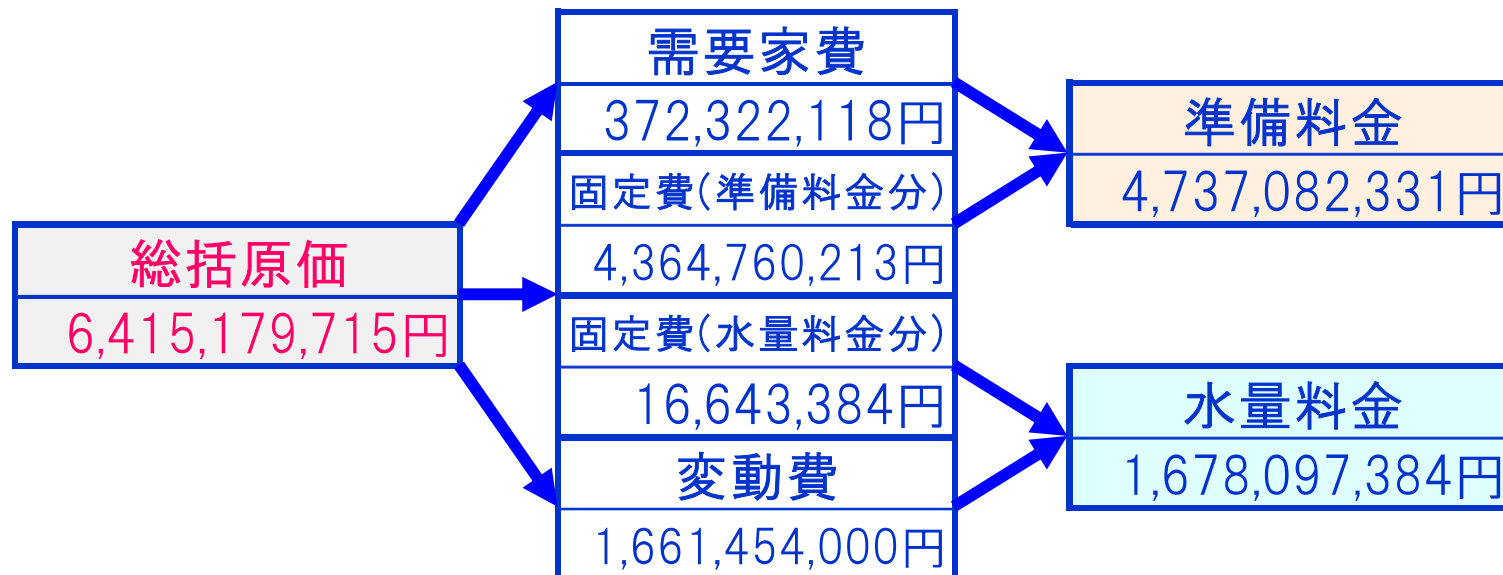 総括原価
6,415,179,715円
需要家費
372,322,118円
固定費(準備料金分)
4,364,760,213円
固定費(水量料金分)
16,643,384円
変動費
1,661,454,000円
準備料金
4,737,082,331円
水量料金
1,678,097,384円